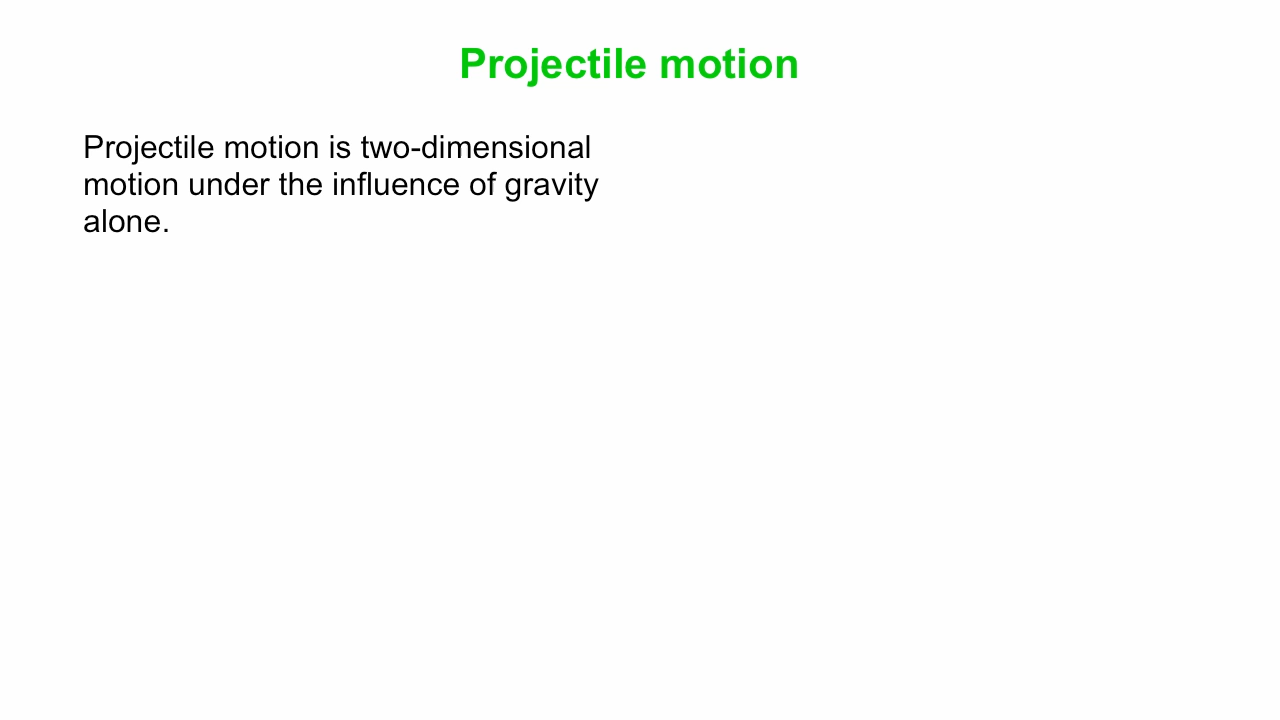 Projectile motion
Projectile motion is two-dimensional
motion under the influence of gravity
alone.